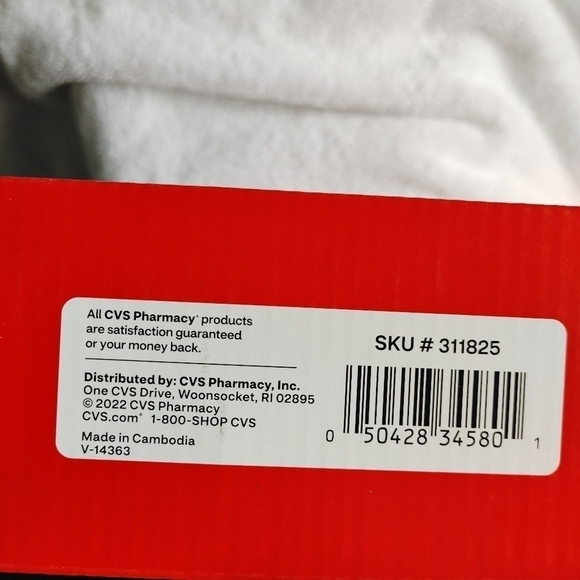 All CVS Pharmacy® products
are satisfaction guaranteed
or your money back.
Distributed by: CVS Pharmacy, Inc.
One CVS Drive, Woonsocket, RI 02895
© 2022 CVS Pharmacy
CVS.com® 1-800-SHOP CVS
Made in Cambodia
V-14363
SKU # 311825
0 50428 34580 1